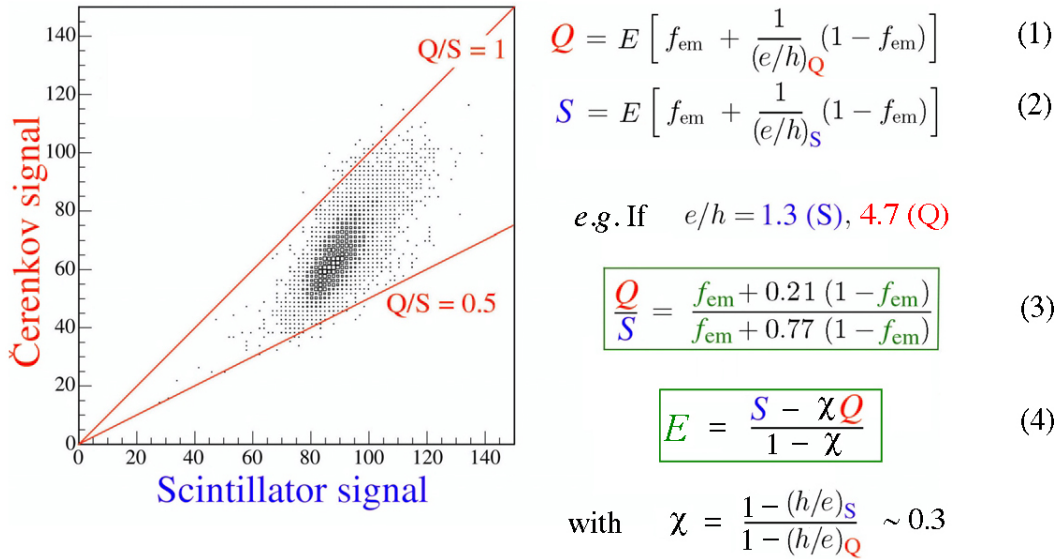 140
120
100
80
60
40
20
0
0 20 40 60 80 100 120 140
Čerenkov signal
Scintillator signal
Q/S = 1
Q/S = 0.5
Q = E [ f_em + 1/(e/h)_Q (1 − f_em) ] (1)
S = E [ f_em + 1/(e/h)_S (1 − f_em) ] (2)
e.g. If e/h = 1.3 (S), 4.7 (Q)
Q/S = (f_em + 0.21 (1 − f_em))/(f_em + 0.77 (1 − f_em)) (3)
E = (S − χQ)/(1 − χ) (4)
with χ = (1 − (h/e)_S)/(1 − (h/e)_Q) ~ 0.3